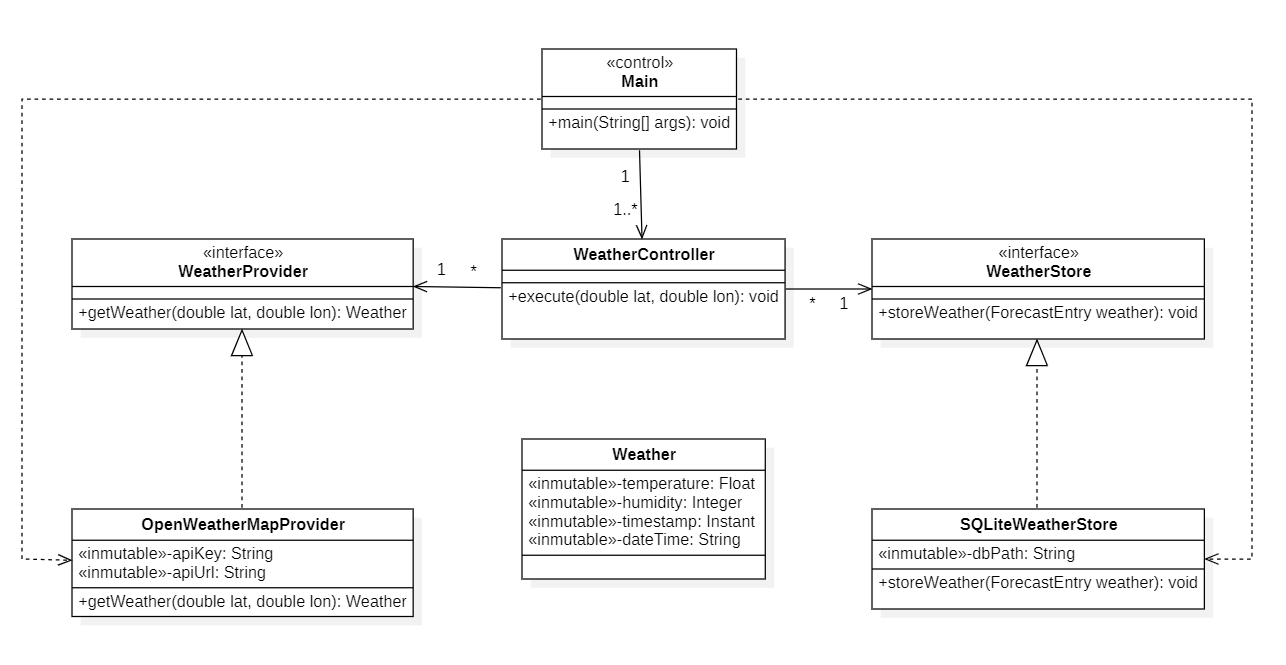 «control»
Main
+main(String[] args): void
1
1..*
«interface»
WeatherProvider
+getWeather(double lat, double lon): Weather
1 *
WeatherController
+execute(double lat, double lon): void
* 1
«interface»
WeatherStore
+storeWeather(ForecastEntry weather): void
Weather
«inmutable»-temperature: Float
«inmutable»-humidity: Integer
«inmutable»-timestamp: Instant
«inmutable»-dateTime: String
OpenWeatherMapProvider
«inmutable»-apiKey: String
«inmutable»-apiUrl: String
+getWeather(double lat, double lon): Weather
SQLiteWeatherStore
«inmutable»-dbPath: String
+storeWeather(ForecastEntry weather): void